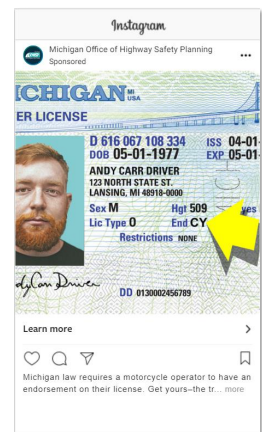 Instagram
Michigan Office of Highway Safety Planning
Sponsored
MICHIGAN MI USA
ER LICENSE
D 616 067 108 334 ISS 04-01-
DOB 05-01-1977 EXP 05-01-
ANDY CARR DRIVER
123 NORTH STATE ST.
LANSING, MI 48918-0000
Sex M Hgt 509 yes
Lic Type O End CY
Restrictions NONE
DD 0130002456789
Learn more
Michigan law requires a motorcycle operator to have an
endorsement on their license. Get yours–the tr... more